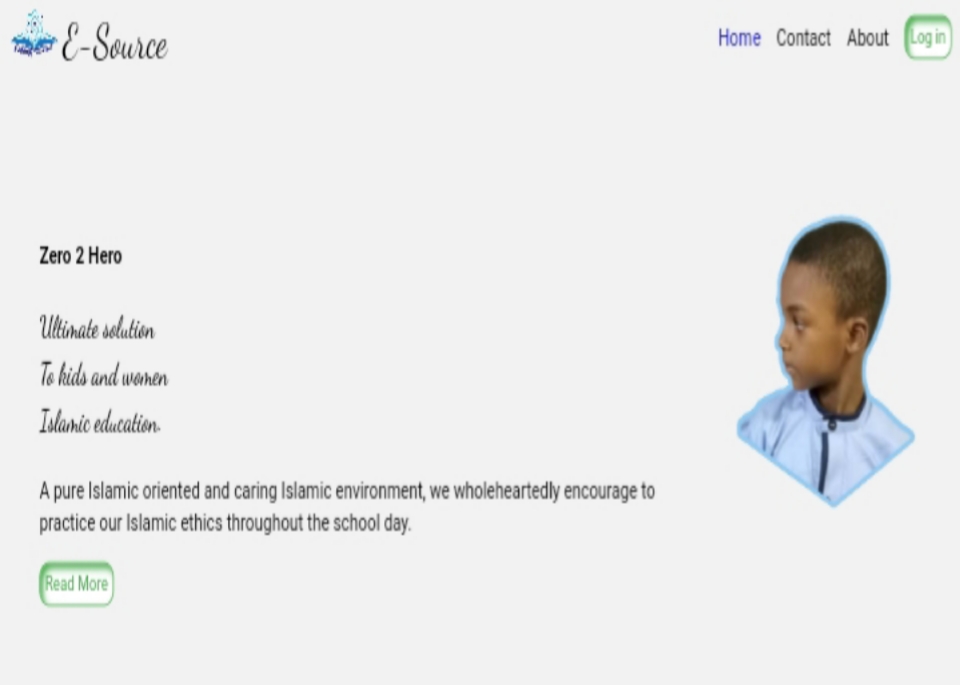 E-Source
Home Contact About Log in
Zero 2 Hero
Ultimate solution
To kids and women
Islamic education.
A pure Islamic oriented and caring Islamic environment, we wholeheartedly encourage to
practice our Islamic ethics throughout the school day.
Read More